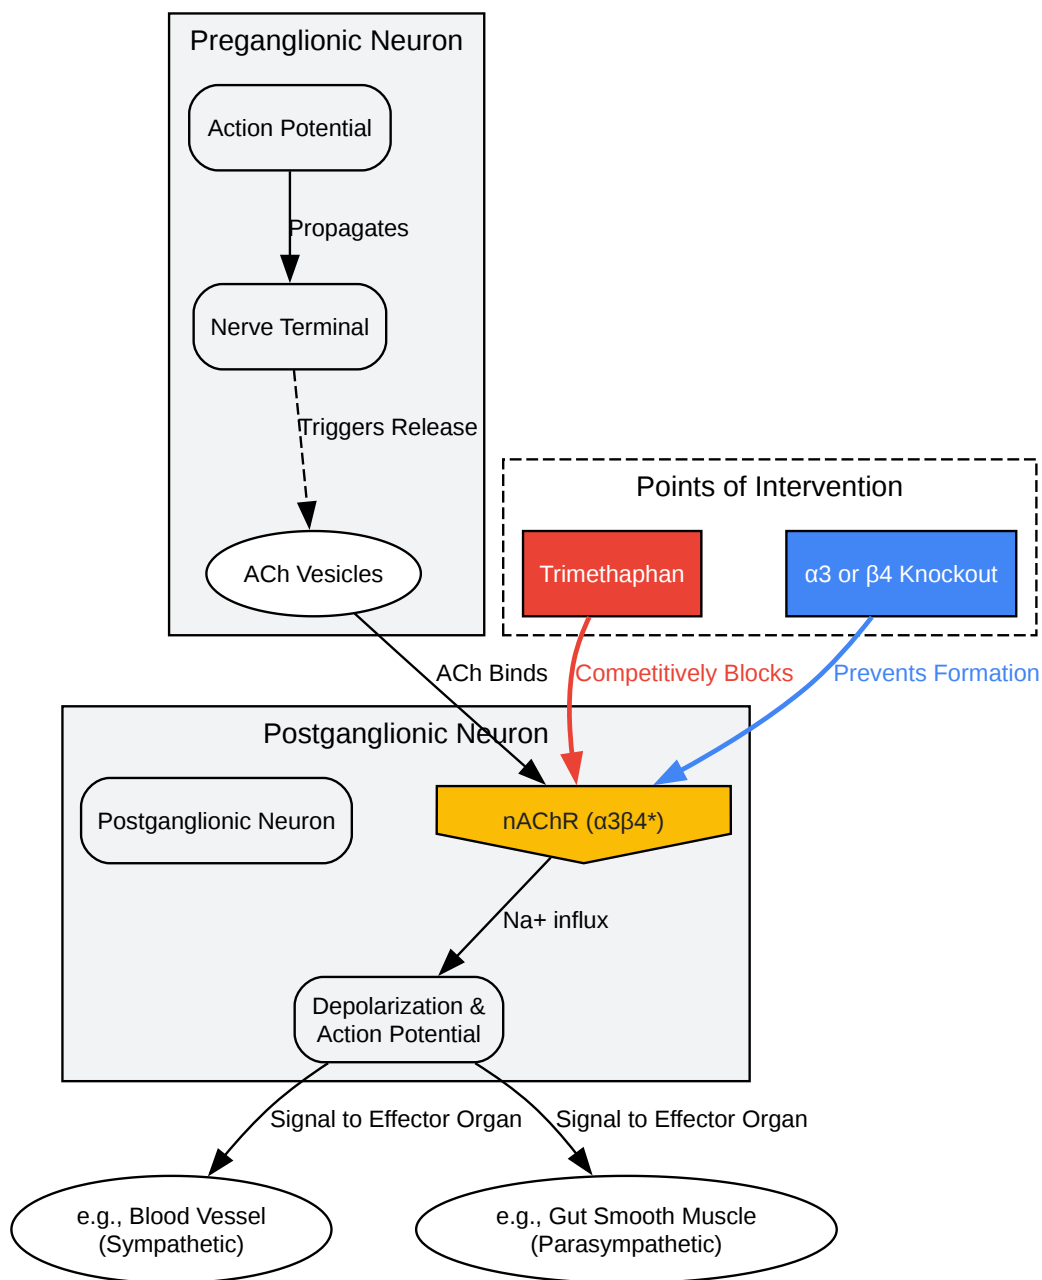 Preganglionic Neuron
Action Potential
Propagates
Nerve Terminal
Triggers Release
ACh Vesicles
Points of Intervention
Trimethaphan
α3 or β4 Knockout
ACh Binds
Competitively Blocks
Prevents Formation
Postganglionic Neuron
Postganglionic Neuron
nAChR (α3β4*)
Na+ influx
Depolarization &
Action Potential
Signal to Effector Organ
Signal to Effector Organ
e.g., Blood Vessel
(Sympathetic)
e.g., Gut Smooth Muscle
(Parasympathetic)